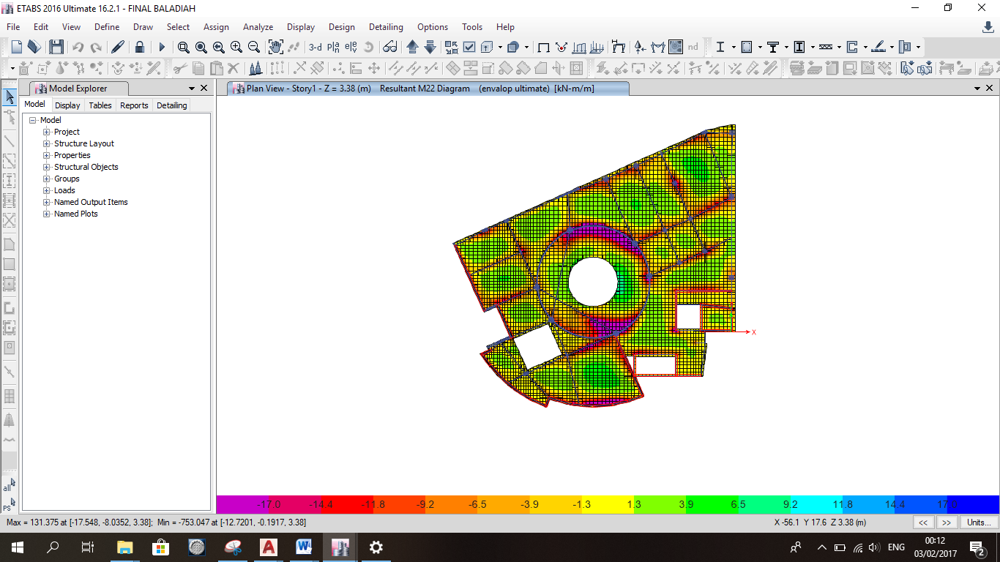 ETABS 2016 Ultimate 16.2.1 - FINAL BALADIAH
File Edit View Define Draw Select Assign Analyze Display Design Detailing Options Tools Help
3-d pla elev nd
Model Explorer
Plan View - Story1 - Z = 3.38 (m) Resultant M22 Diagram (envalop ultimate) [kN-m/m]
Model Display Tables Reports Detailing
Model
Project
Structure Layout
Properties
Structural Objects
Groups
Loads
Named Output Items
Named Plots
X
all
PS
-17.0 -14.4 -11.8 -9.2 -6.5 -3.9 -1.3 1.3 3.9 6.5 9.2 11.8 14.4 17.0
Max = 131.375 at [-17.548, -8.0352, 3.38]; Min = -753.047 at [-12.7201, -0.1917, 3.38]
X -56.1 Y 17.6 Z 3.38 (m)
<< >> Units...
ENG
00:12
03/02/2017
2